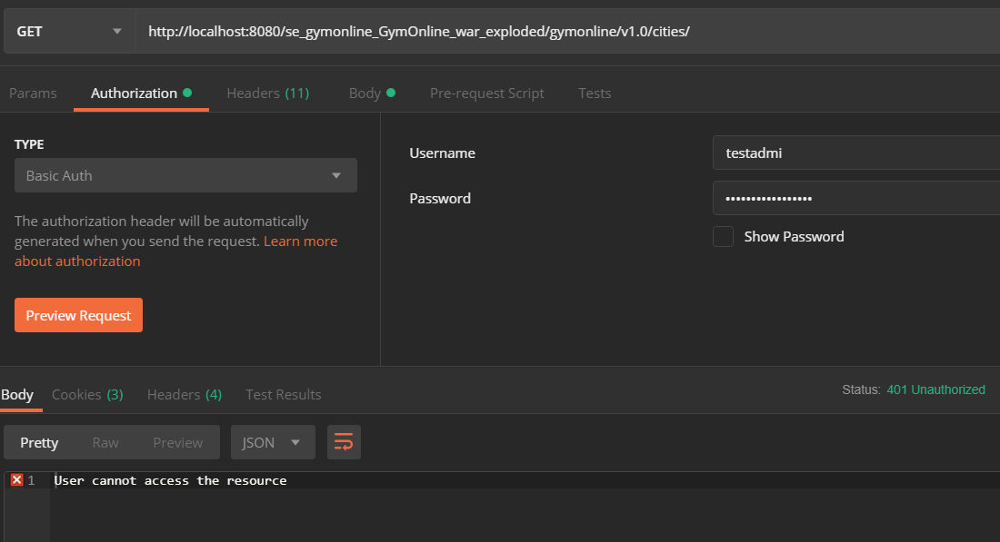 GET http://localhost:8080/se_gymonline_GymOnline_war_exploded/gymonline/v1.0/cities/
Params Authorization Headers (11) Body Pre-request Script Tests
TYPE
Basic Auth
The authorization header will be automatically
generated when you send the request. Learn more
about authorization
Preview Request
Username testadmi
Password •••••••••••••••••
Show Password
Body Cookies (3) Headers (4) Test Results Status: 401 Unauthorized
Pretty Raw Preview JSON
1 User cannot access the resource